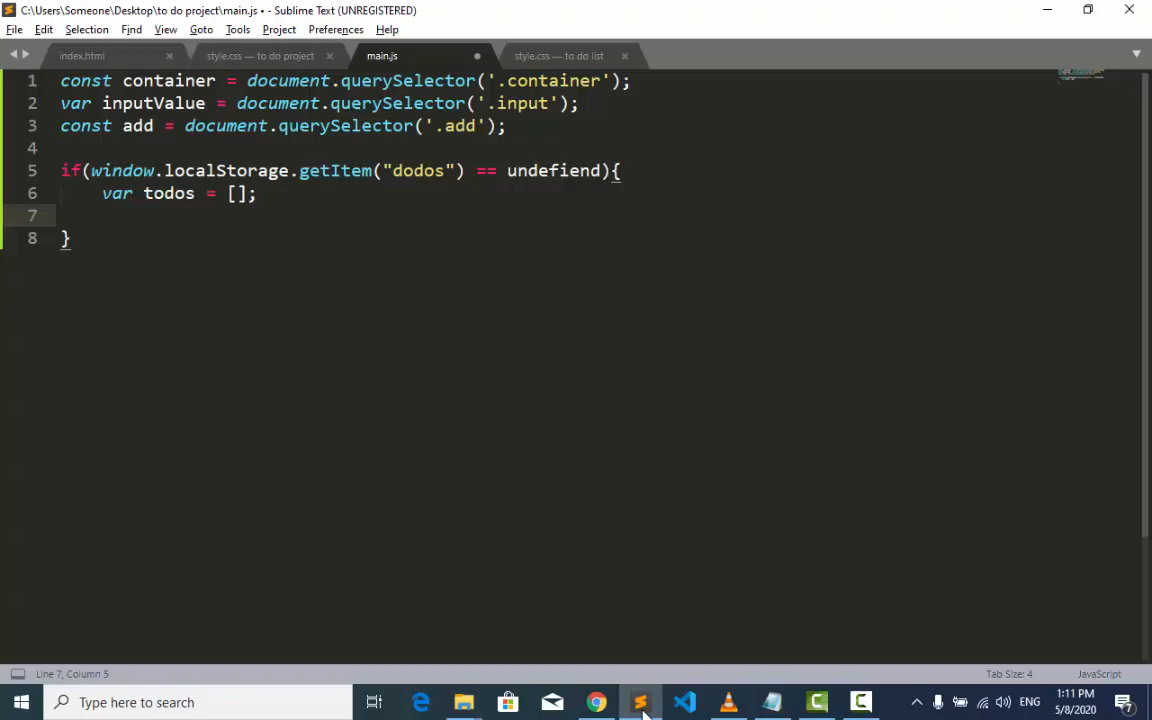 C:\Users\Someone\Desktop\to do project\main.js • - Sublime Text (UNREGISTERED)
File Edit Selection Find View Goto Tools Project Preferences Help
index.html style.css — to do project main.js style.css — to do list
1 const container = document.querySelector('.container');
2 var inputValue = document.querySelector('.input');
3 const add = document.querySelector('.add');
4
5 if(window.localStorage.getItem("dodos") == undefiend){
6 var todos = [];
7
8 }
Line 7, Column 5 Tab Size: 4 JavaScript
Type here to search
ENG
1:11 PM
5/8/2020
7